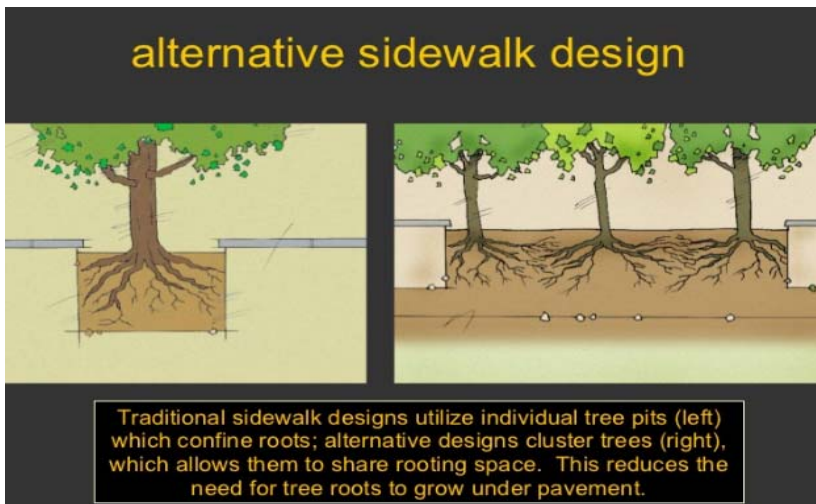 alternative sidewalk design
Traditional sidewalk designs utilize individual tree pits (left)
which confine roots; alternative designs cluster trees (right),
which allows them to share rooting space.  This reduces the
need for tree roots to grow under pavement.